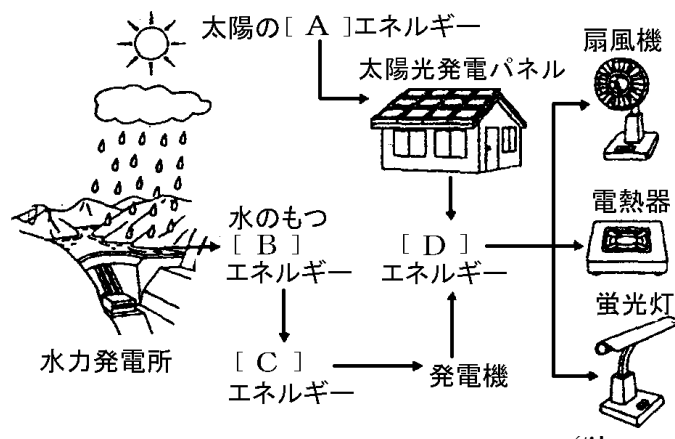 太陽の[ A ]エネルギー
太陽光発電パネル
扇風機
水のもつ
[ B ]
エネルギー
[ D ]
エネルギー
電熱器
水力発電所
[ C ]
エネルギー
発電機
蛍光灯